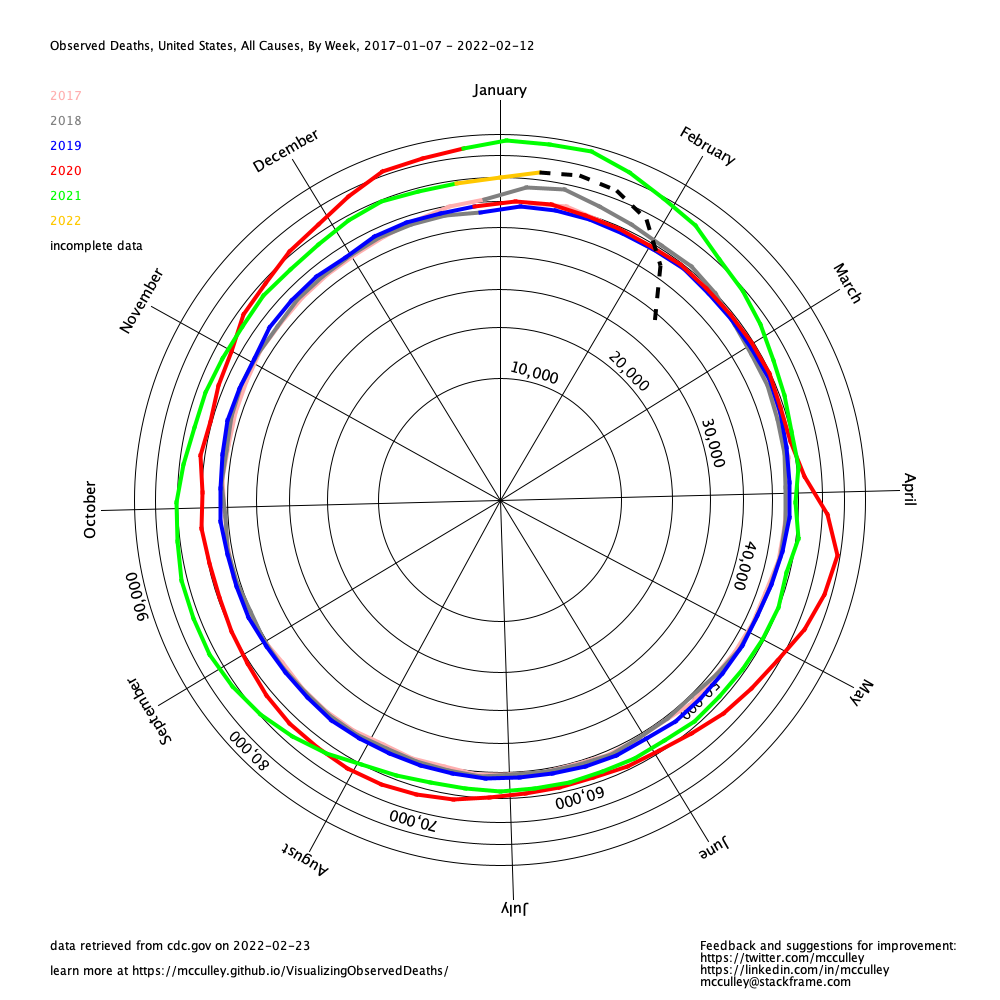 Observed Deaths, United States, All Causes, By Week, 2017-01-07 - 2022-02-12
January
2017
2018
2019
2020
2021
2022
incomplete data
December
February
November
March
10,000
20,000
30,000
October
April
40,000
90,000
September
May
50,000
80,000
60,000
70,000
August
June
July
data retrieved from cdc.gov on 2022-02-23
learn more at https://mcculley.github.io/VisualizingObservedDeaths/
Feedback and suggestions for improvement:
https://twitter.com/mcculley
https://linkedin.com/in/mcculley
mcculley@stackframe.com